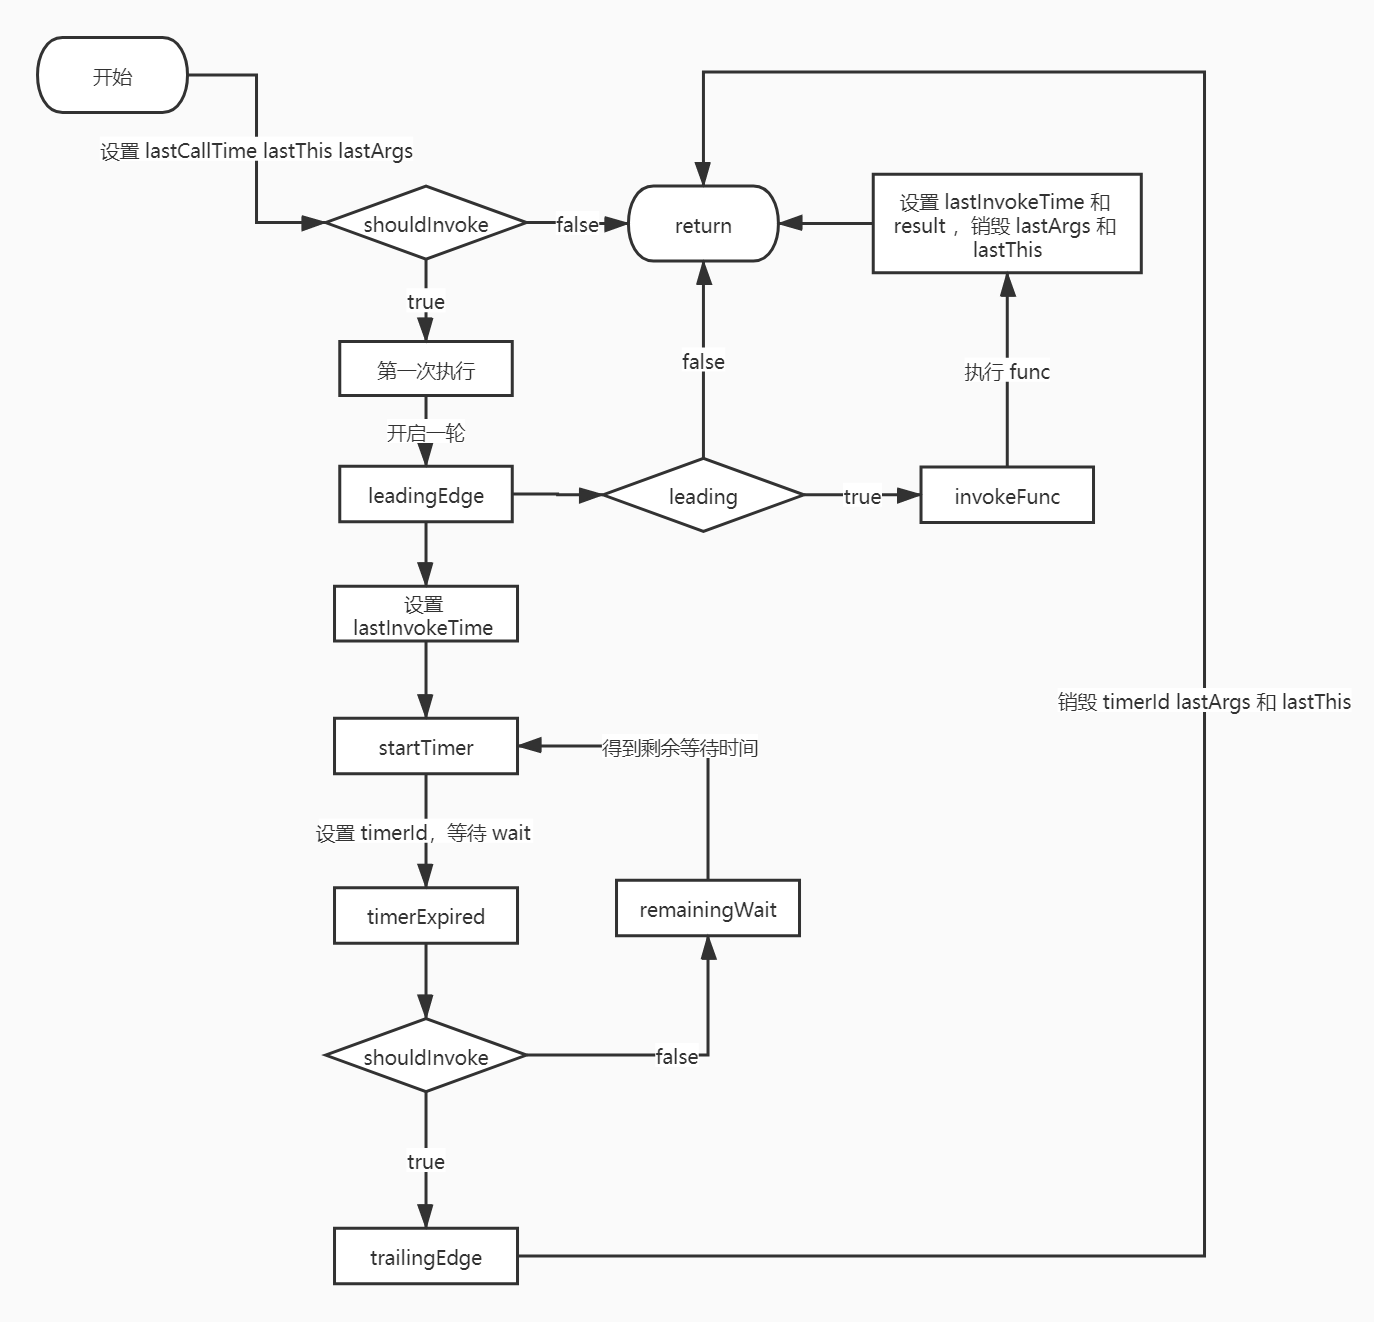 开始
设置 lastCallTime lastThis lastArgs
shouldInvoke
false
return
设置 lastInvokeTime 和
result ，销毁 lastArgs 和
lastThis
true
第一次执行
false
执行 func
开启一轮
leadingEdge
leading
true
invokeFunc
设置
lastInvokeTime
销毁 timerId lastArgs 和 lastThis
startTimer
得到剩余等待时间
设置 timerId，等待 wait
timerExpired
remainingWait
shouldInvoke
false
true
trailingEdge